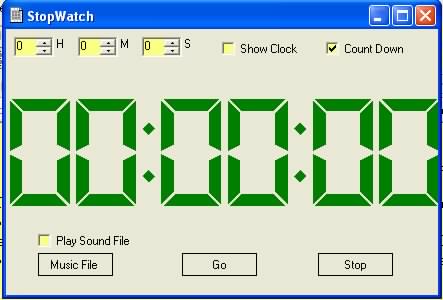 StopWatch
0 H 0 M 0 S Show Clock Count Down
00:00:00
Play Sound File
Music File Go Stop